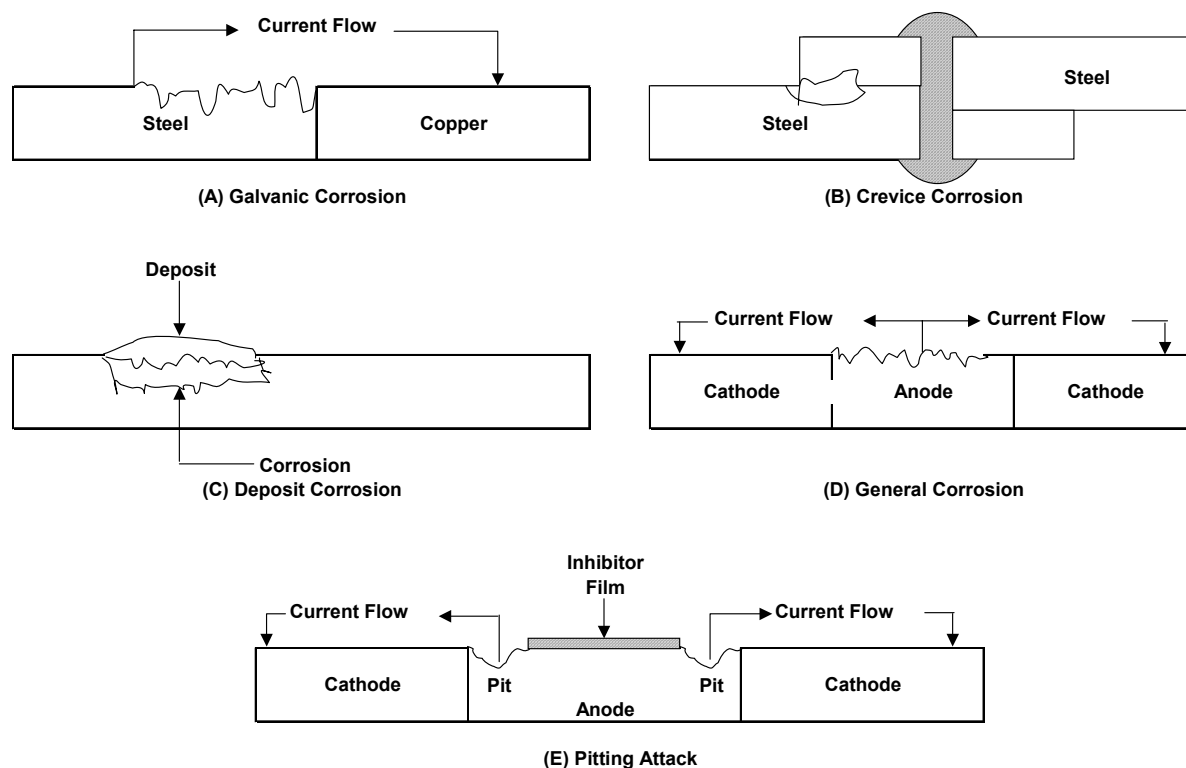 Current Flow
Steel
Copper
(A) Galvanic Corrosion
Steel
Steel
(B) Crevice Corrosion
Deposit
Corrosion
(C) Deposit Corrosion
Current Flow
Current Flow
Cathode
Anode
Cathode
(D) General Corrosion
Inhibitor
Film
Current Flow
Current Flow
Cathode
Pit
Pit
Cathode
Anode
(E) Pitting Attack